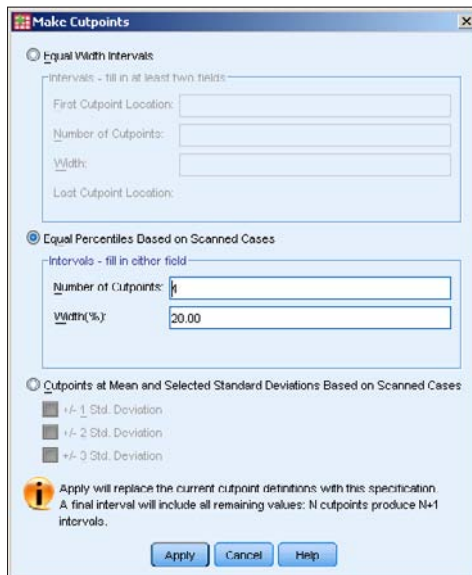 Make Cutpoints
Equal Width Intervals
Intervals - fill in at least two fields
First Cutpoint Location:
Number of Cutpoints:
Width:
Last Cutpoint Location:
Equal Percentiles Based on Scanned Cases
Intervals - fill in either field
Number of Cutpoints: 4
Width(%): 20.00
Cutpoints at Mean and Selected Standard Deviations Based on Scanned Cases
+/- 1 Std. Deviation
+/- 2 Std. Deviation
+/- 3 Std. Deviation
Apply will replace the current cutpoint definitions with this specification.
A final interval will include all remaining values: N cutpoints produce N+1
intervals.
Apply Cancel Help